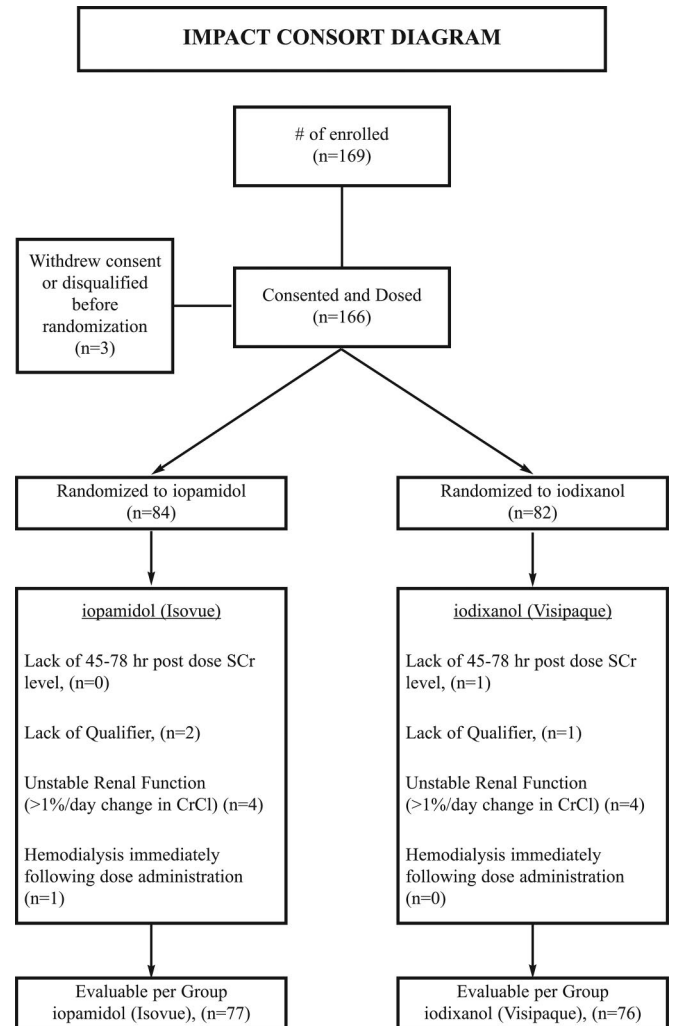 IMPACT CONSORT DIAGRAM
# of enrolled
(n=169)
Withdrew consent
or disqualified
before
randomization
(n=3)
Consented and Dosed
(n=166)
Randomized to iopamidol
(n=84)
Randomized to iodixanol
(n=82)
iopamidol (Isovue)
Lack of 45-78 hr post dose SCr
level, (n=0)
Lack of Qualifier, (n=2)
Unstable Renal Function
(>1%/day change in CrCl) (n=4)
Hemodialysis immediately
following dose administration
(n=1)
iodixanol (Visipaque)
Lack of 45-78 hr post dose SCr
level, (n=1)
Lack of Qualifier, (n=1)
Unstable Renal Function
(>1%/day change in CrCl) (n=4)
Hemodialysis immediately
following dose administration
(n=0)
Evaluable per Group
iopamidol (Isovue), (n=77)
Evaluable per Group
iodixanol (Visipaque), (n=76)